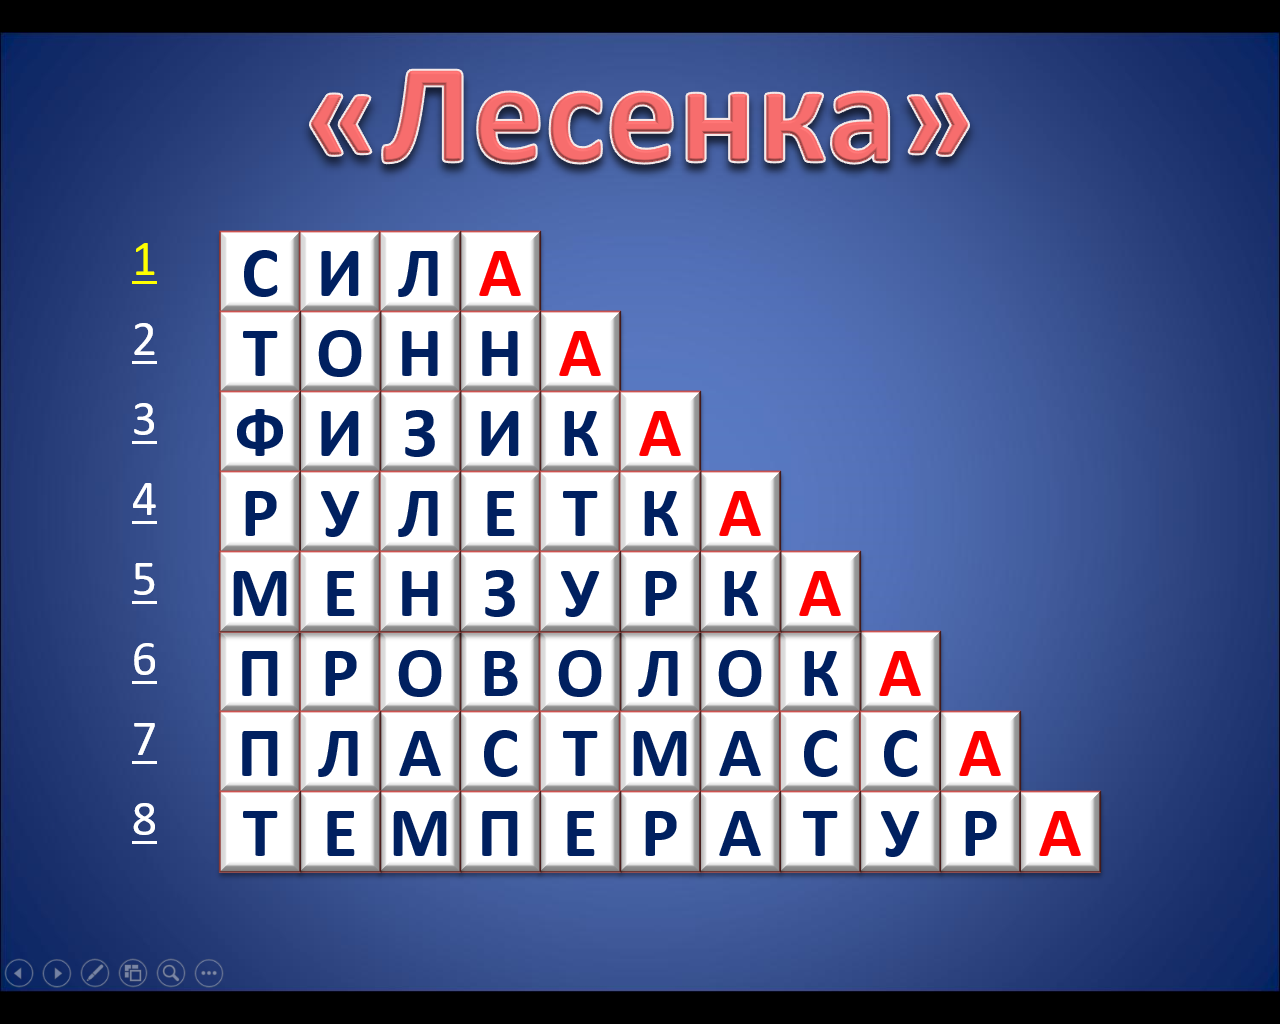 «Лесенка»
1 СИЛА
2 ТОННА
3 ФИЗИКА
4 РУЛЕТКА
5 МЕНЗУРКА
6 ПРОВОЛОКА
7 ПЛАСТМАССА
8 ТЕМПЕРАТУРА